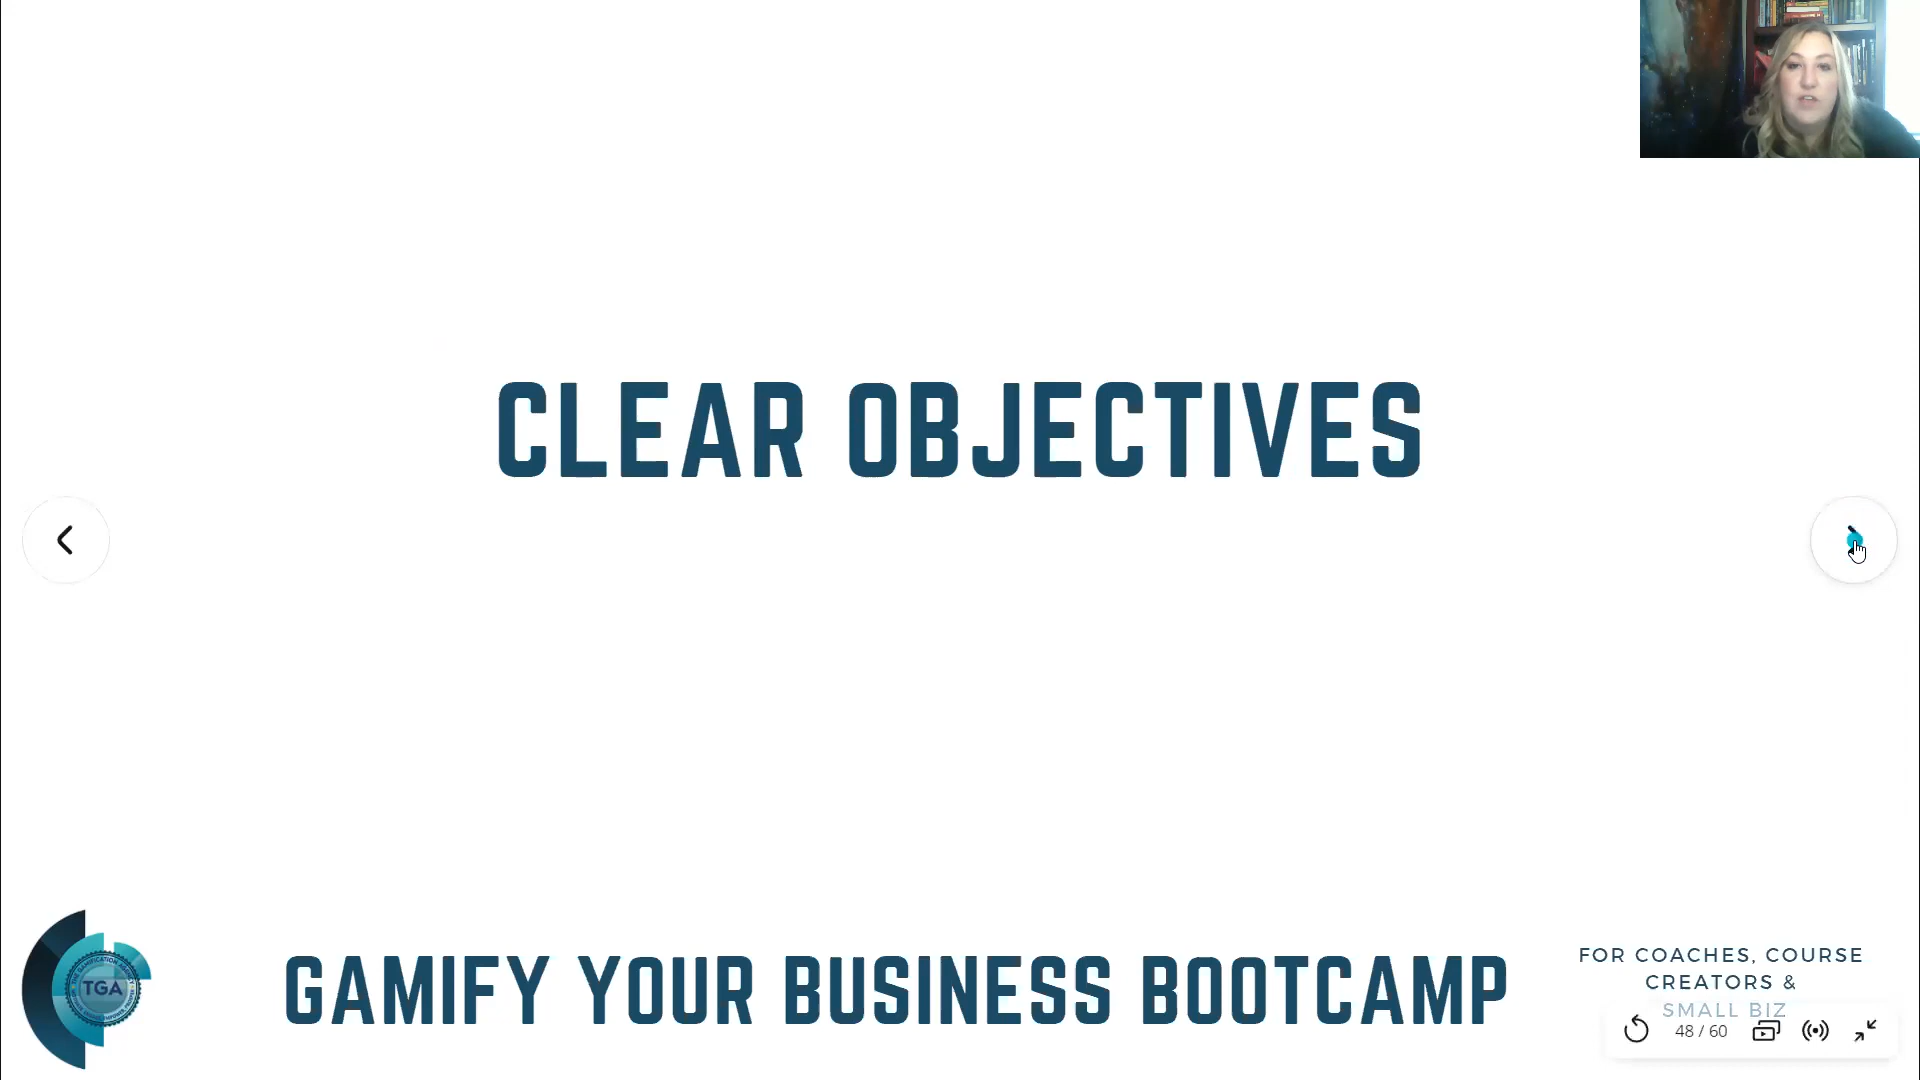 CLEAR OBJECTIVES
TGA
GAMIFY YOUR BUSINESS BOOTCAMP
FOR COACHES, COURSE
CREATORS &
SMALL BIZ
48 / 60